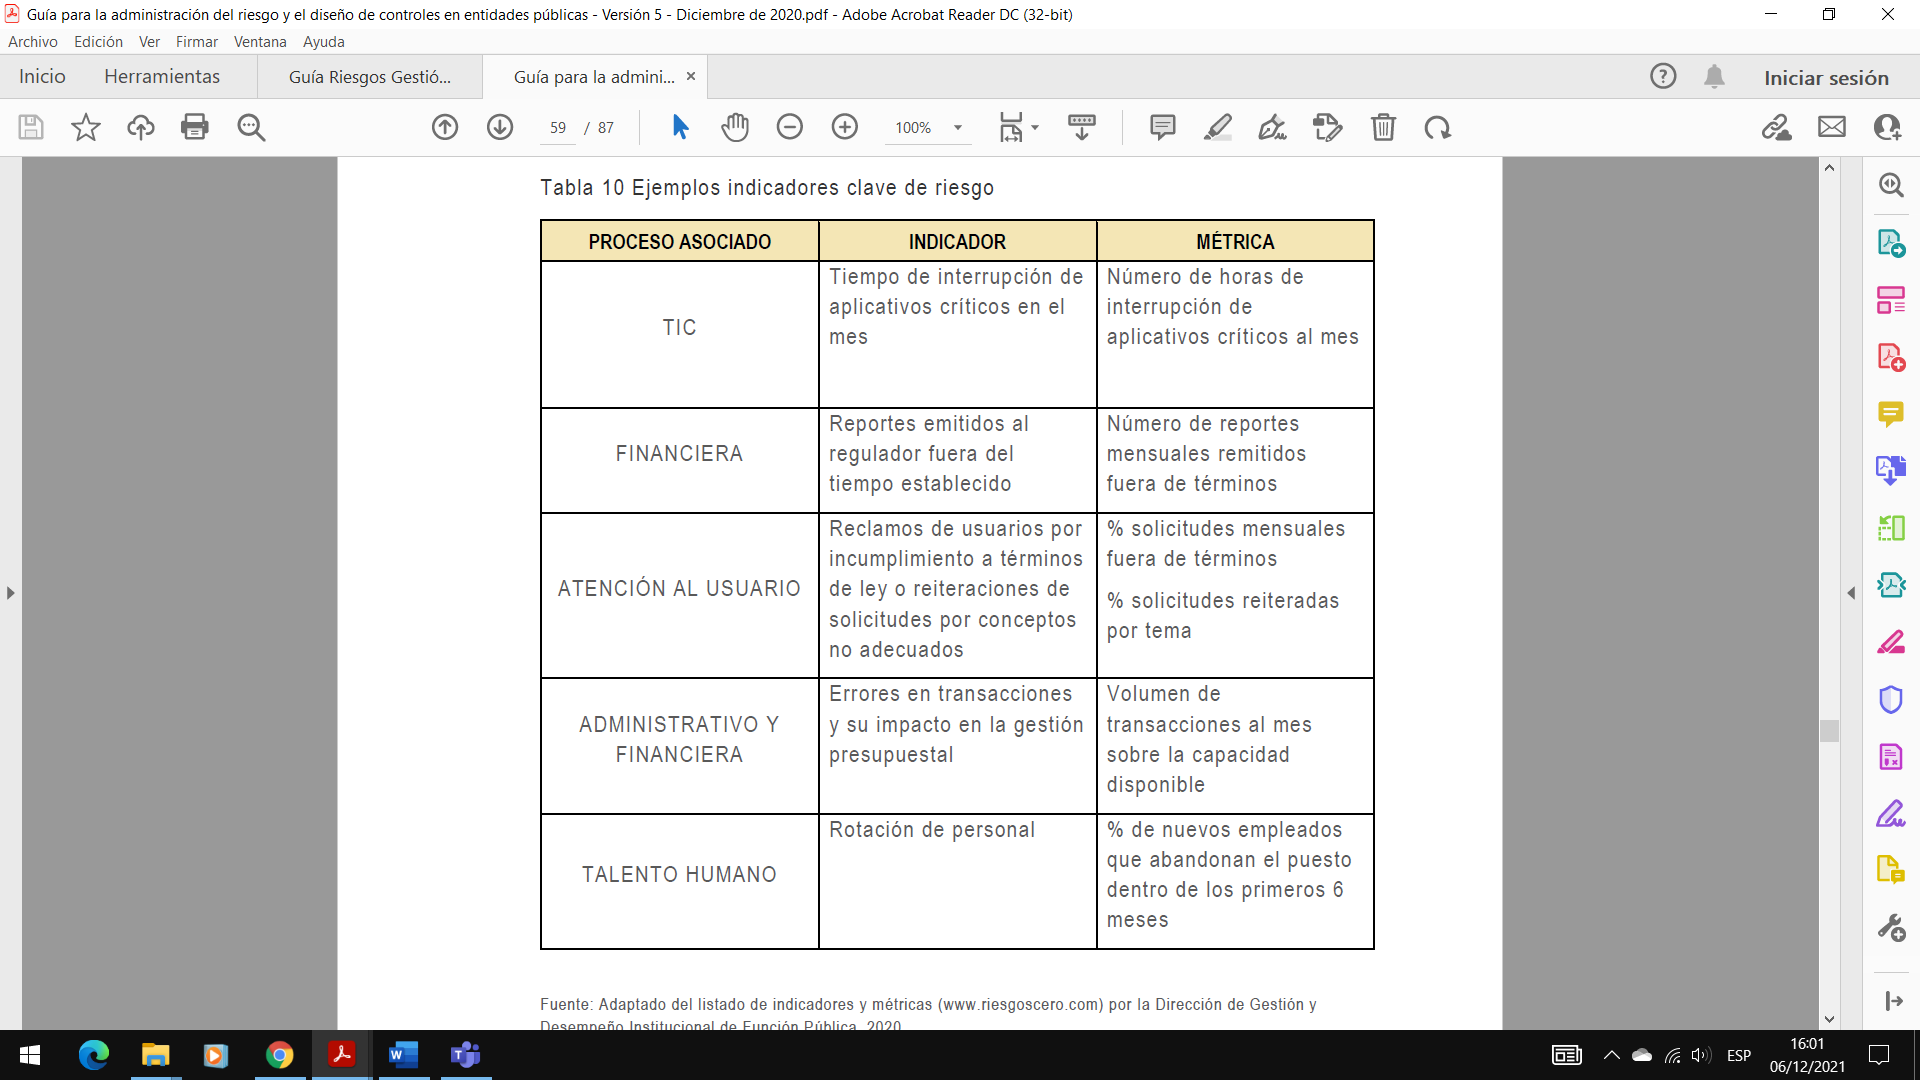 Guía para la administración del riesgo y el diseño de controles en entidades públicas - Versión 5 - Diciembre de 2020.pdf - Adobe Acrobat Reader DC (32-bit)
Archivo Edición Ver Firmar Ventana Ayuda
Inicio Herramientas Guía Riesgos Gestió... Guía para la admini... × Iniciar sesión
59 / 87 100%
Tabla 10 Ejemplos indicadores clave de riesgo
PROCESO ASOCIADO INDICADOR MÉTRICA
TIC
Tiempo de interrupción de
aplicativos críticos en el
mes
Número de horas de
interrupción de
aplicativos críticos al mes
FINANCIERA
Reportes emitidos al
regulador fuera del
tiempo establecido
Número de reportes
mensuales remitidos
fuera de términos
ATENCIÓN AL USUARIO
Reclamos de usuarios por
incumplimiento a términos
de ley o reiteraciones de
solicitudes por conceptos
no adecuados
% solicitudes mensuales
fuera de términos
% solicitudes reiteradas
por tema
ADMINISTRATIVO Y
FINANCIERA
Errores en transacciones
y su impacto en la gestión
presupuestal
Volumen de
transacciones al mes
sobre la capacidad
disponible
TALENTO HUMANO
Rotación de personal
% de nuevos empleados
que abandonan el puesto
dentro de los primeros 6
meses
Fuente: Adaptado del listado de indicadores y métricas (www.riesgoscero.com) por la Dirección de Gestión y
Desempeño Institucional de Función Pública, 2020
ESP
16:01
06/12/2021